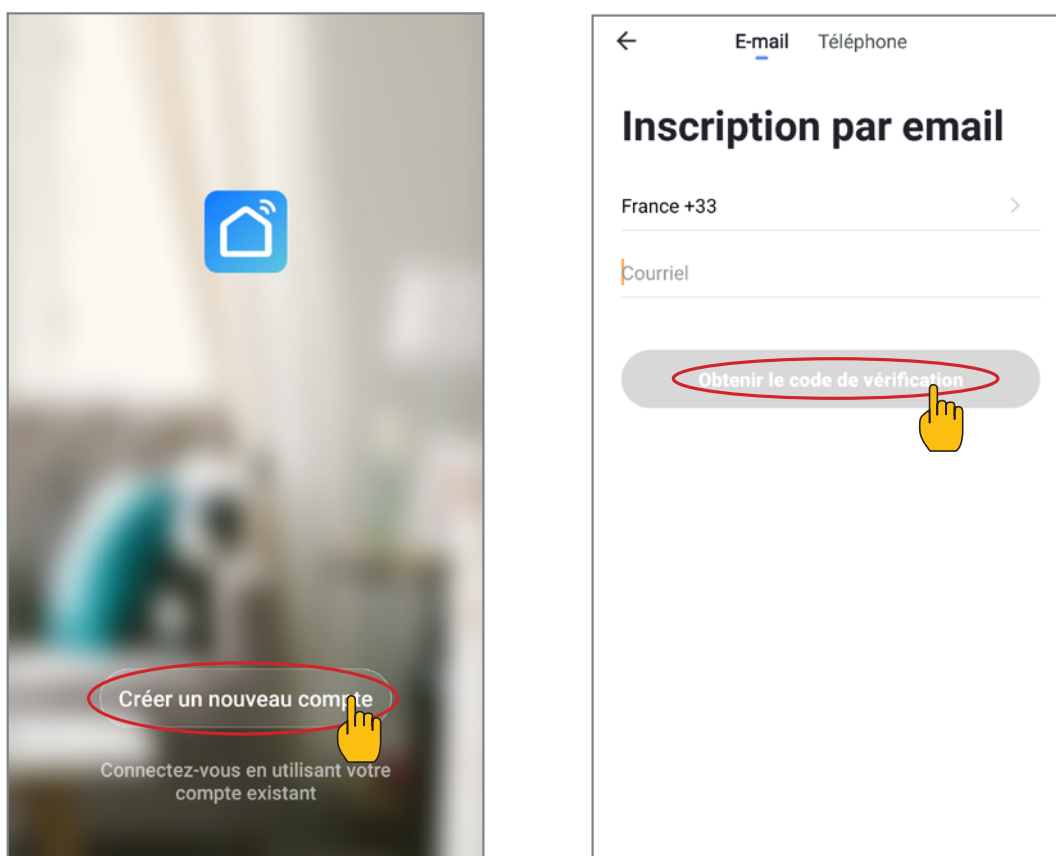 Créer un nouveau compte
Connectez-vous en utilisant votre
compte existant
E-mail Téléphone
Inscription par email
France +33
Courriel
Obtenir le code de vérification